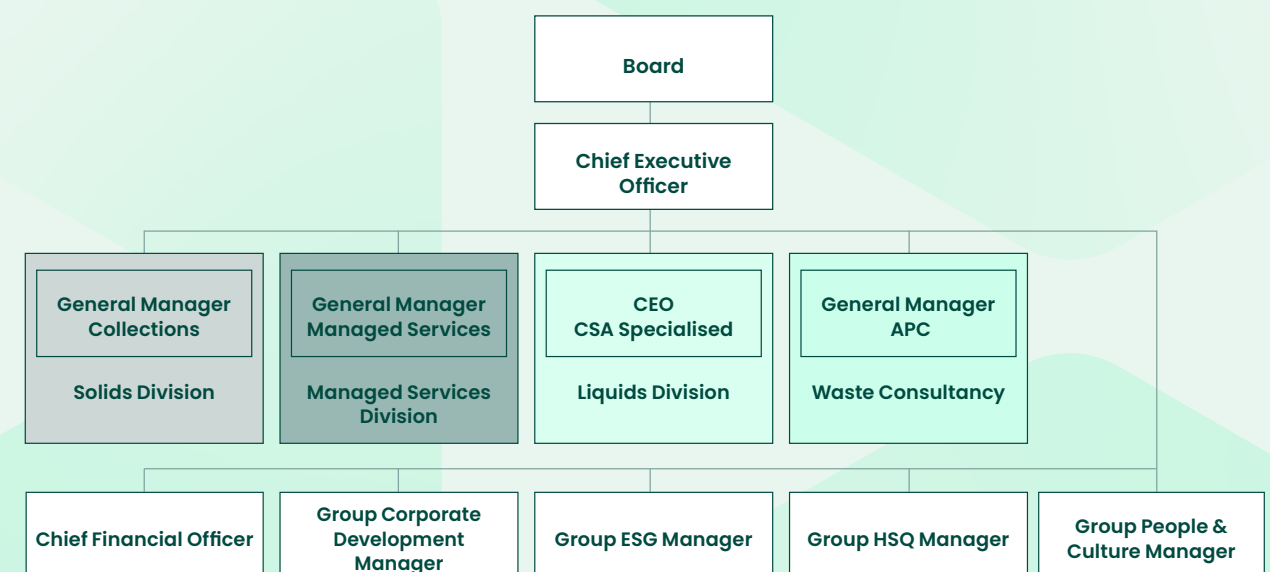 Board
Chief Executive
Officer
General Manager
Collections
Solids Division
General Manager
Managed Services
Managed Services
Division
CEO
CSA Specialised
Liquids Division
General Manager
APC
Waste Consultancy
Chief Financial Officer
Group Corporate
Development
Manager
Group ESG Manager
Group HSQ Manager
Group People &
Culture Manager